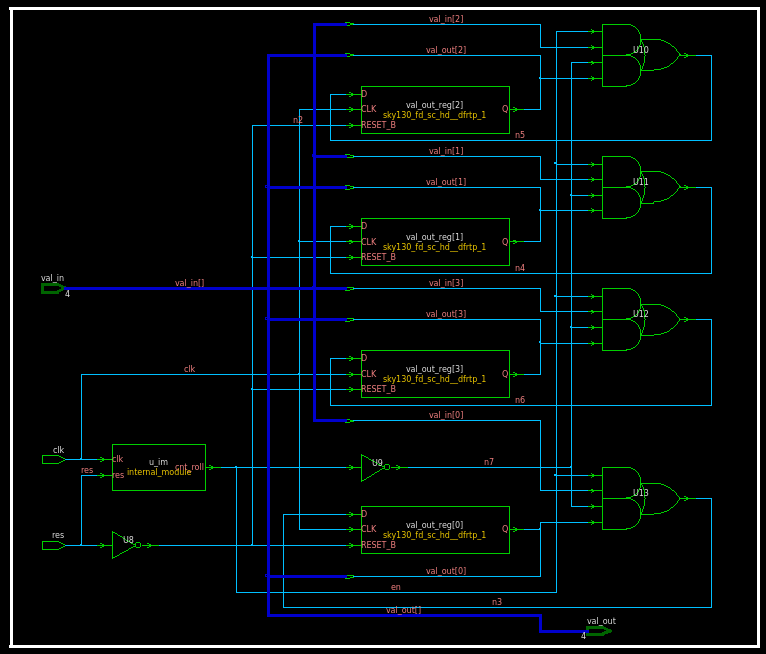 val_in[2]
val_out[2]
U10
D
val_out_reg[2]
CLK
Q
sky130_fd_sc_hd__dfrtp_1
n2
RESET_B
n5
val_in[1]
val_out[1]
U11
D
val_out_reg[1]
CLK
Q
sky130_fd_sc_hd__dfrtp_1
RESET_B
n4
val_in
4
val_in[]
val_in[3]
val_out[3]
U12
D
val_out_reg[3]
CLK
Q
sky130_fd_sc_hd__dfrtp_1
RESET_B
clk
n6
val_in[0]
clk
clk
u_im
cnt_roll
internal_module
res
res
U9
n7
U13
D
val_out_reg[0]
CLK
Q
sky130_fd_sc_hd__dfrtp_1
RESET_B
res
U8
val_out[0]
en
n3
val_out[]
val_out
4